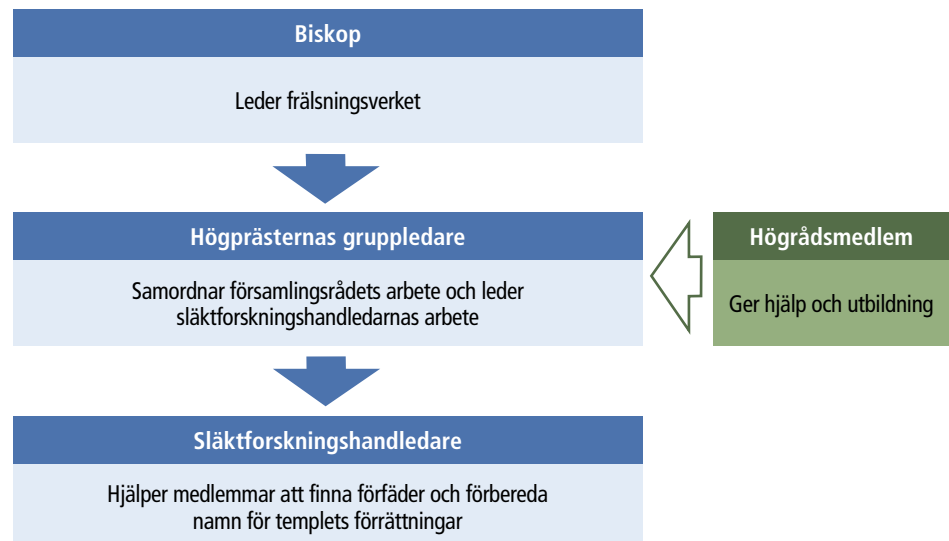 Biskop
Leder frälsningsverket
Högprästernas gruppledare
Samordnar församlingsrådets arbete och leder
släktforskningshandledarnas arbete
Högrådsmedlem
Ger hjälp och utbildning
Släktforskningshandledare
Hjälper medlemmar att finna förfäder och förbereda
namn för templets förrättningar